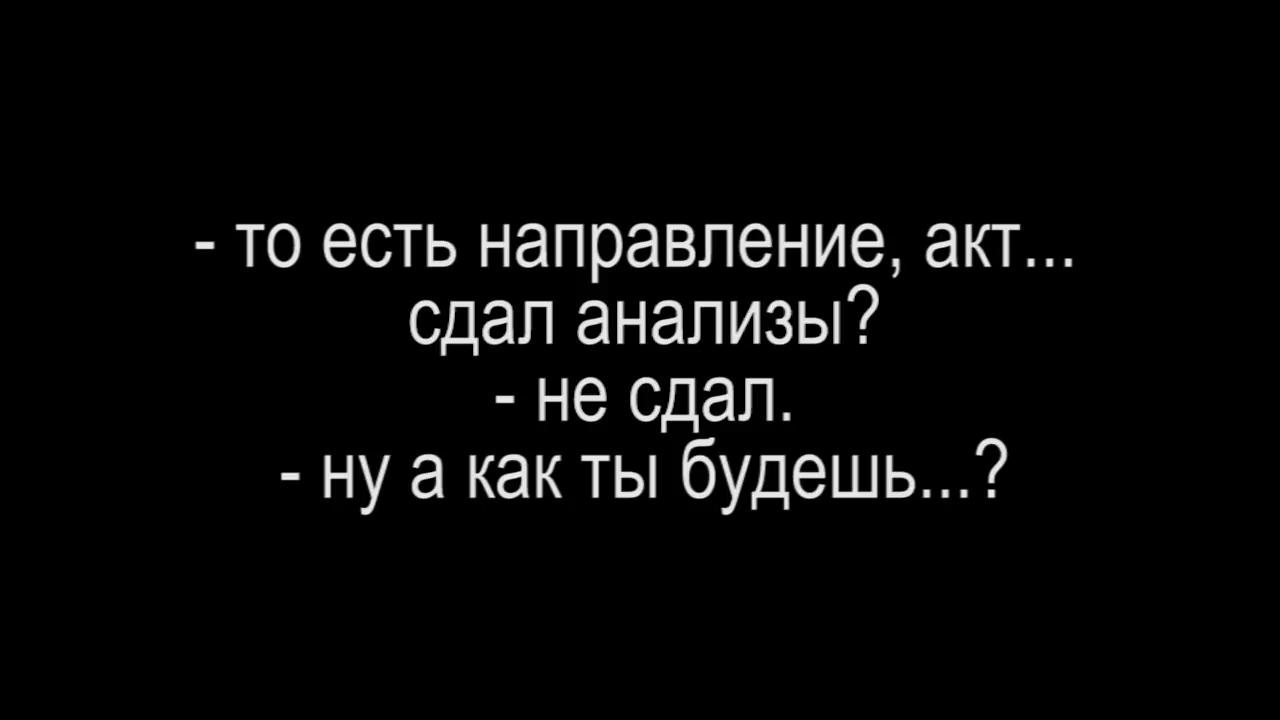 - то есть направление, акт...
сдал анализы?
- не сдал.
- ну а как ты будешь...?